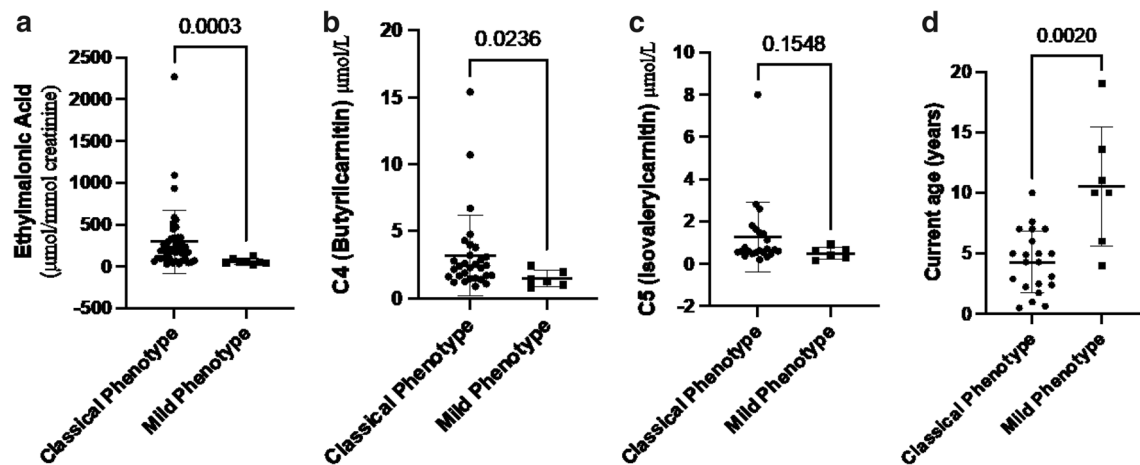 a
0.0003
2500
2000
1500
1000
500
0
-500
Ethylmalonic Acid
(μmol/mmol creatinine)
Classical Phenotype
Mild Phenotype
b
0.0236
20
15
10
5
0
C4 (Butyrilcarnitin) μmol/L
Classical Phenotype
Mild Phenotype
c
0.1548
10
8
6
4
2
0
-2
C5 (Isovalerylcarnitin) μmol/L
Classical Phenotype
Mild Phenotype
d
0.0020
20
15
10
5
0
Current age (years)
Classical Phenotype
Mild Phenotype